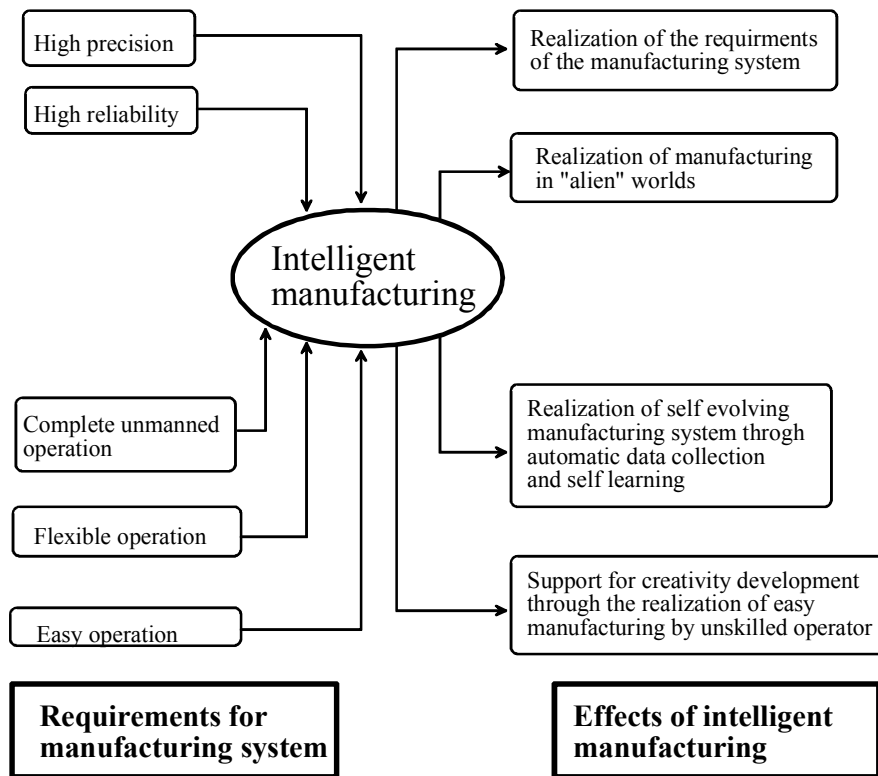 High precision
High reliability
Complete unmanned
operation
Flexible operation
Easy operation
Intelligent
manufacturing
Realization of the requirments
of the manufacturing system
Realization of manufacturing
in "alien" worlds
Realization of self evolving
manufacturing system throgh
automatic data collection
and self learning
Support for creativity development
through the realization of easy
manufacturing by unskilled operator
Requirements for
manufacturing system
Effects of intelligent
manufacturing